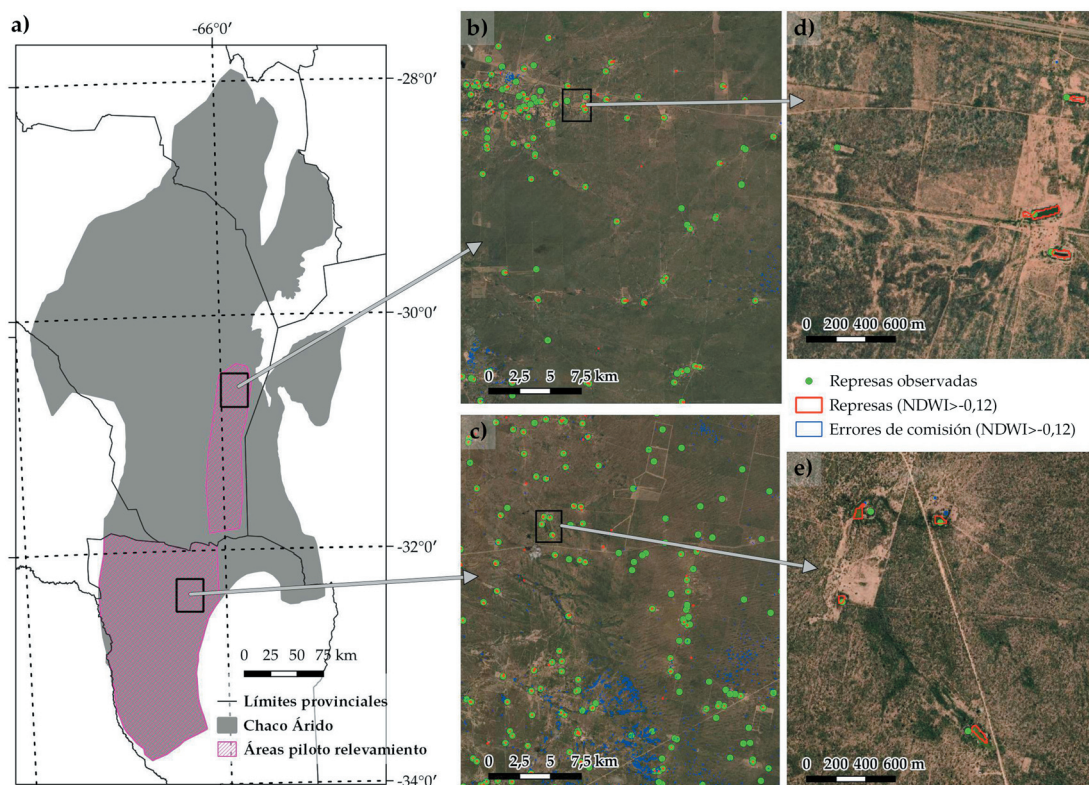 a)
-66°0′
-28°0′
-30°0′
-32°0′
-34°0′
0 25 50 75 km
Límites provinciales
Chaco Árido
Áreas piloto relevamiento
b)
0 2,5 5 7,5 km
c)
0 2,5 5 7,5 km
d)
0 200 400 600 m
Represas observadas
Represas (NDWI>-0,12)
Errores de comisión (NDWI>-0,12)
e)
0 200 400 600 m